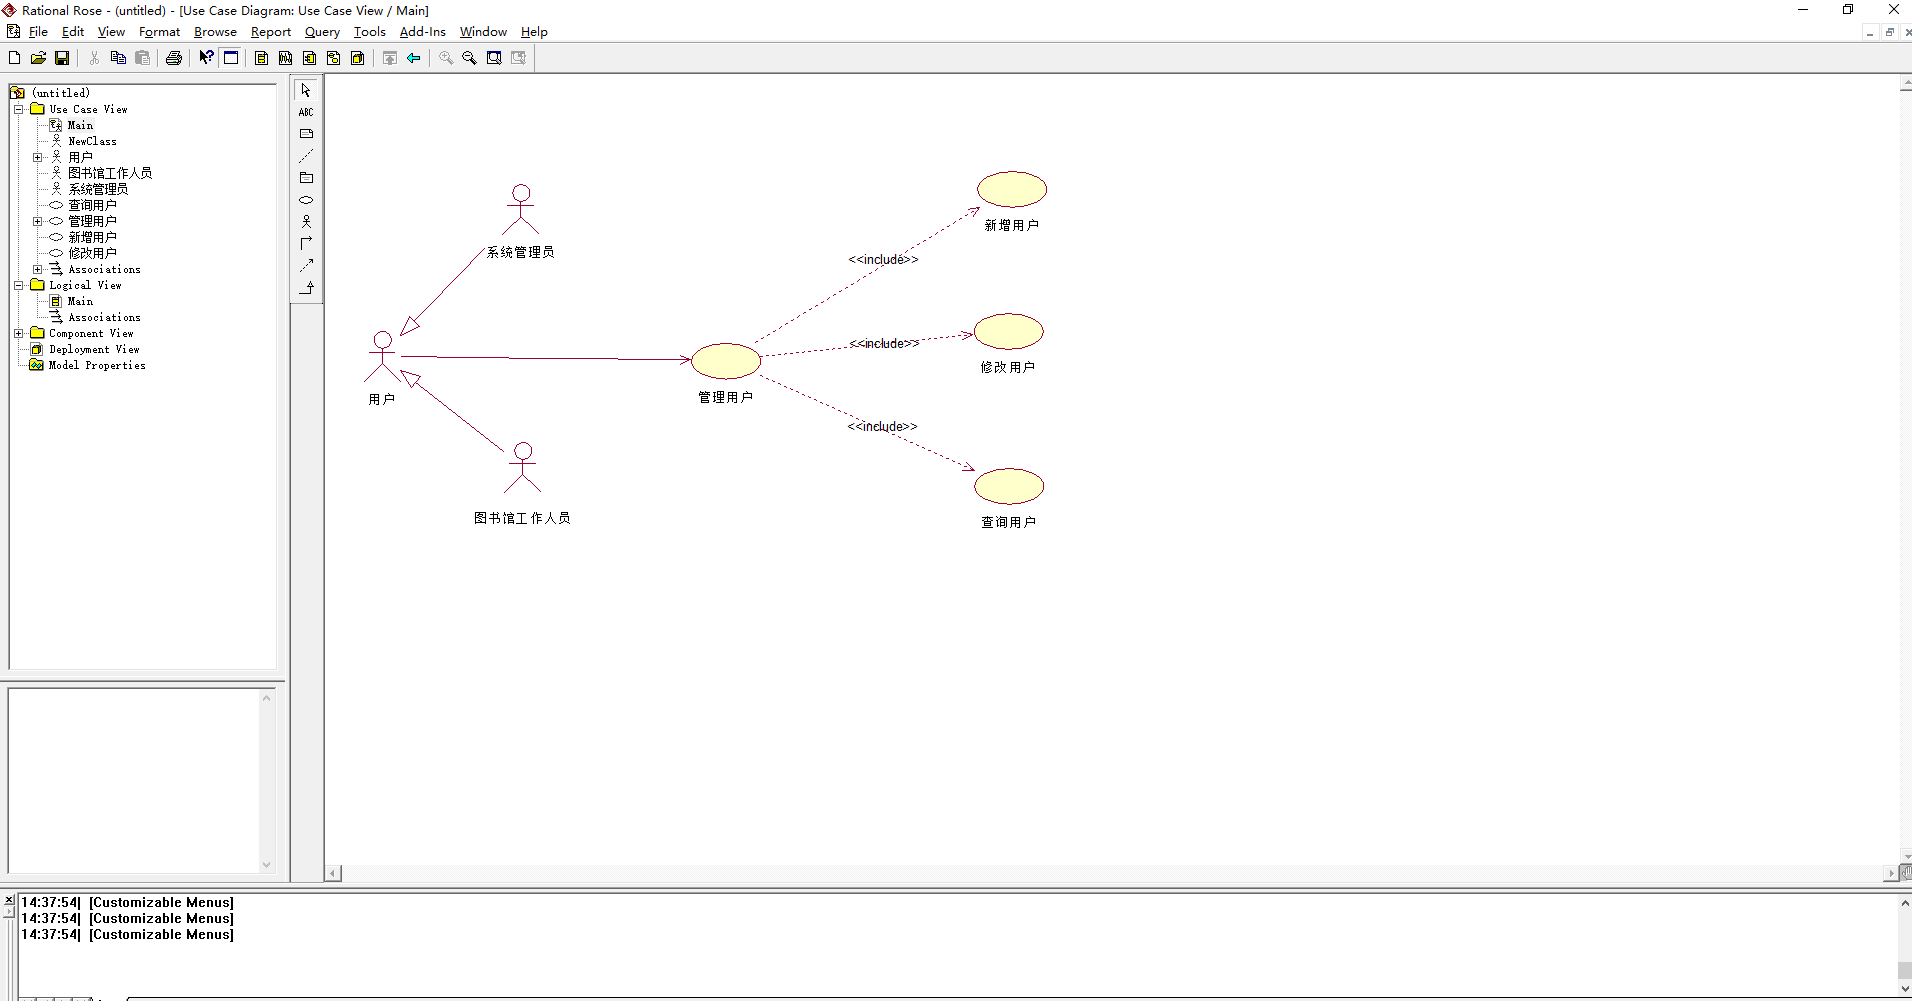 Rational Rose - (untitled) - [Use Case Diagram: Use Case View / Main]
File Edit View Format Browse Report Query Tools Add-Ins Window Help
(untitled)
Use Case View
Main
NewClass
用户
图书馆工作人员
系统管理员
查询用户
管理用户
新增用户
修改用户
Associations
Logical View
Main
Associations
Component View
Deployment View
Model Properties
ABC
系统管理员
新增用户
<<include>>
<<include>>
修改用户
用户
管理用户
<<include>>
图书馆工作人员
查询用户
14:37:54| [Customizable Menus]
14:37:54| [Customizable Menus]
14:37:54| [Customizable Menus]